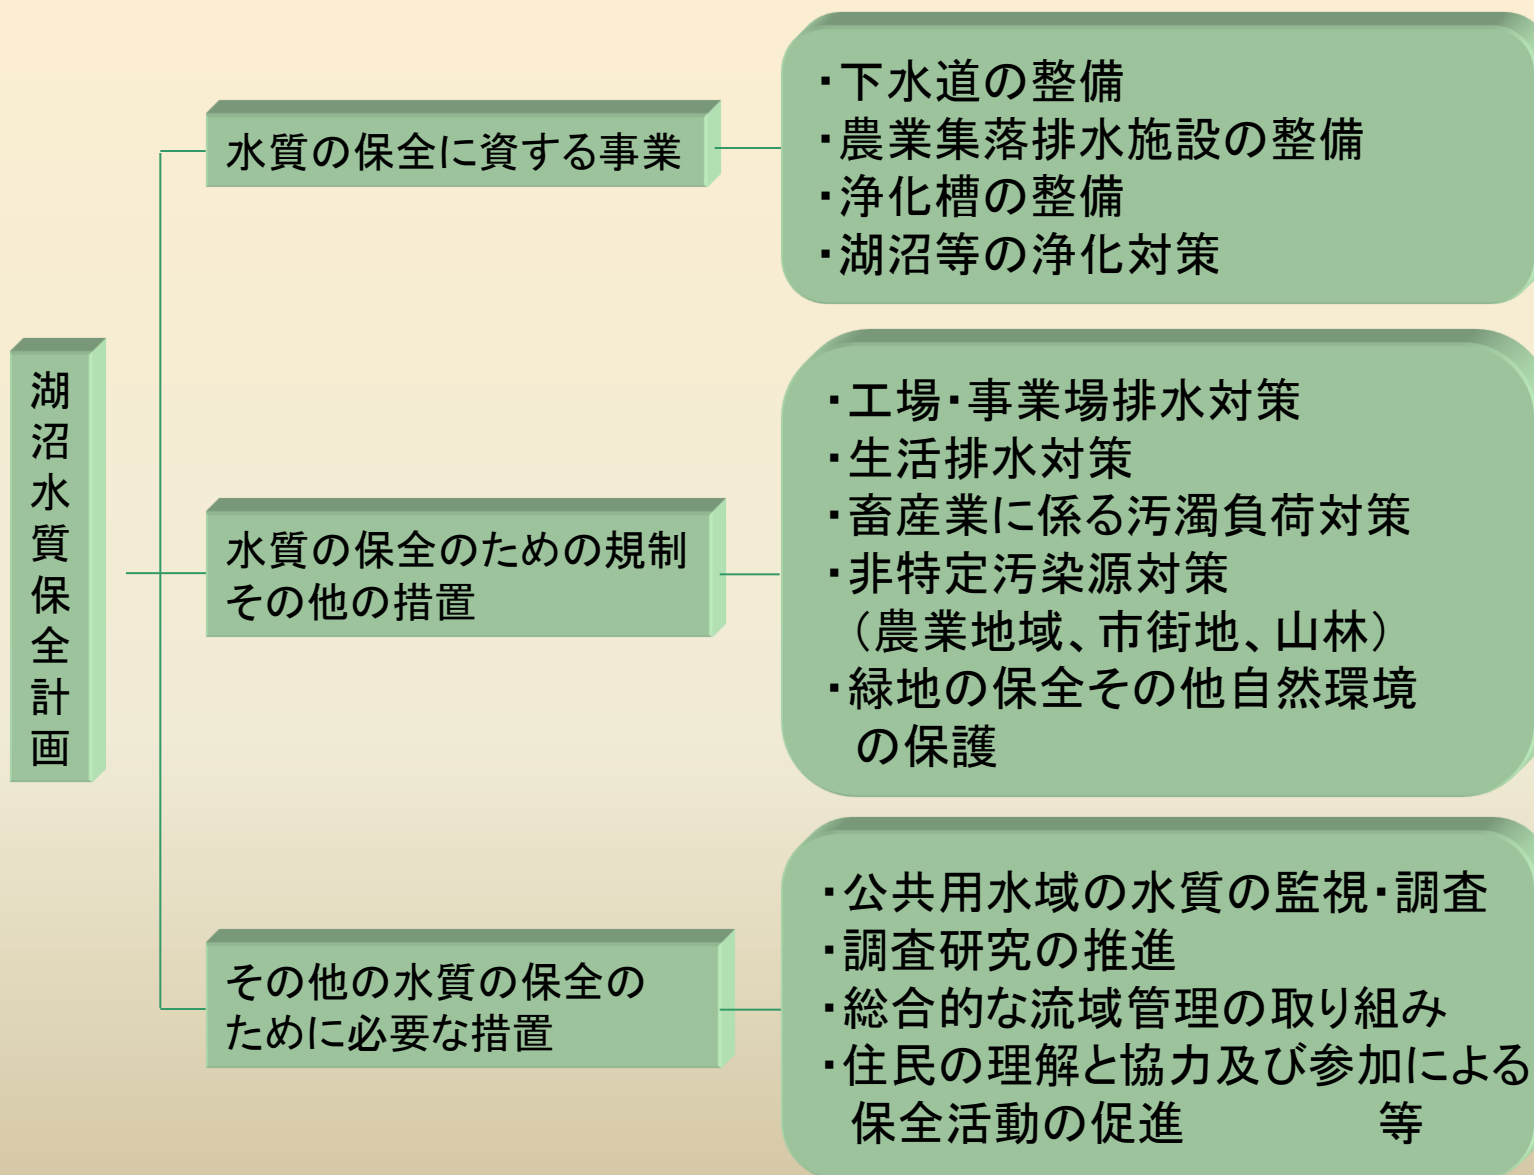 湖沼水質保全計画
水質の保全に資する事業
・下水道の整備
・農業集落排水施設の整備
・浄化槽の整備
・湖沼等の浄化対策
水質の保全のための規制
その他の措置
・工場・事業場排水対策
・生活排水対策
・畜産業に係る汚濁負荷対策
・非特定汚染源対策
（農業地域、市街地、山林）
・緑地の保全その他自然環境
の保護
その他の水質の保全の
ために必要な措置
・公共用水域の水質の監視・調査
・調査研究の推進
・総合的な流域管理の取り組み
・住民の理解と協力及び参加による
保全活動の促進　　　　等